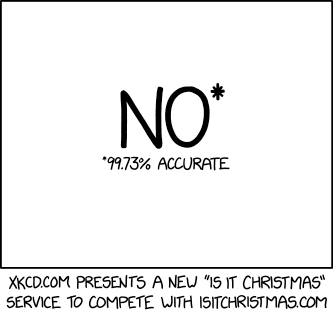 NO*
*99.73% ACCURATE
XKCD.COM PRESENTS A NEW "IS IT CHRISTMAS"
SERVICE TO COMPETE WITH ISITCHRISTMAS.COM